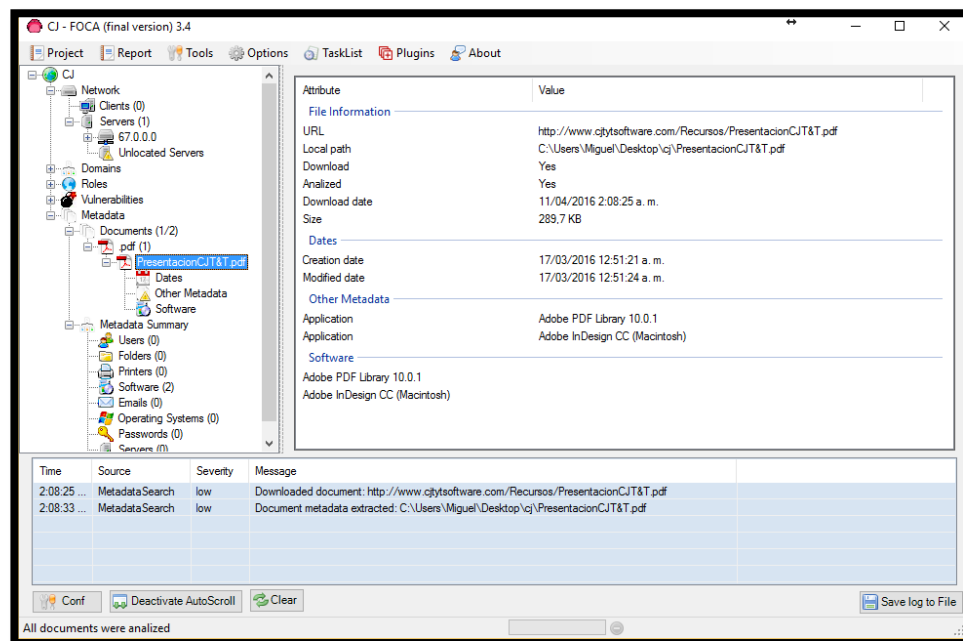 CJ - FOCA (final version) 3.4
Project Report Tools Options TaskList Plugins About
CJ
Network
Clients (0)
Servers (1)
67.0.0.0
Unlocated Servers
Domains
Roles
Vulnerabilities
Metadata
Documents (1/2)
.pdf (1)
PresentacionCJT&T.pdf
Dates
Other Metadata
Software
Metadata Summary
Users (0)
Folders (0)
Printers (0)
Software (2)
Emails (0)
Operating Systems (0)
Passwords (0)
Servers (0)
Attribute Value
File Information
URL http://www.cjtytsoftware.com/Recursos/PresentacionCJT&T.pdf
Local path C:\Users\Miguel\Desktop\cj\PresentacionCJT&T.pdf
Download Yes
Analized Yes
Download date 11/04/2016 2:08:25 a. m.
Size 289,7 KB
Dates
Creation date 17/03/2016 12:51:21 a. m.
Modified date 17/03/2016 12:51:24 a. m.
Other Metadata
Application Adobe PDF Library 10.0.1
Application Adobe InDesign CC (Macintosh)
Software
Adobe PDF Library 10.0.1
Adobe InDesign CC (Macintosh)
Time Source Severity Message
2:08:25 ... MetadataSearch low Downloaded document: http://www.cjtytsoftware.com/Recursos/PresentacionCJT&T.pdf
2:08:33 ... MetadataSearch low Document metadata extracted: C:\Users\Miguel\Desktop\cj\PresentacionCJT&T.pdf
Conf Deactivate AutoScroll Clear Save log to File
All documents were analized